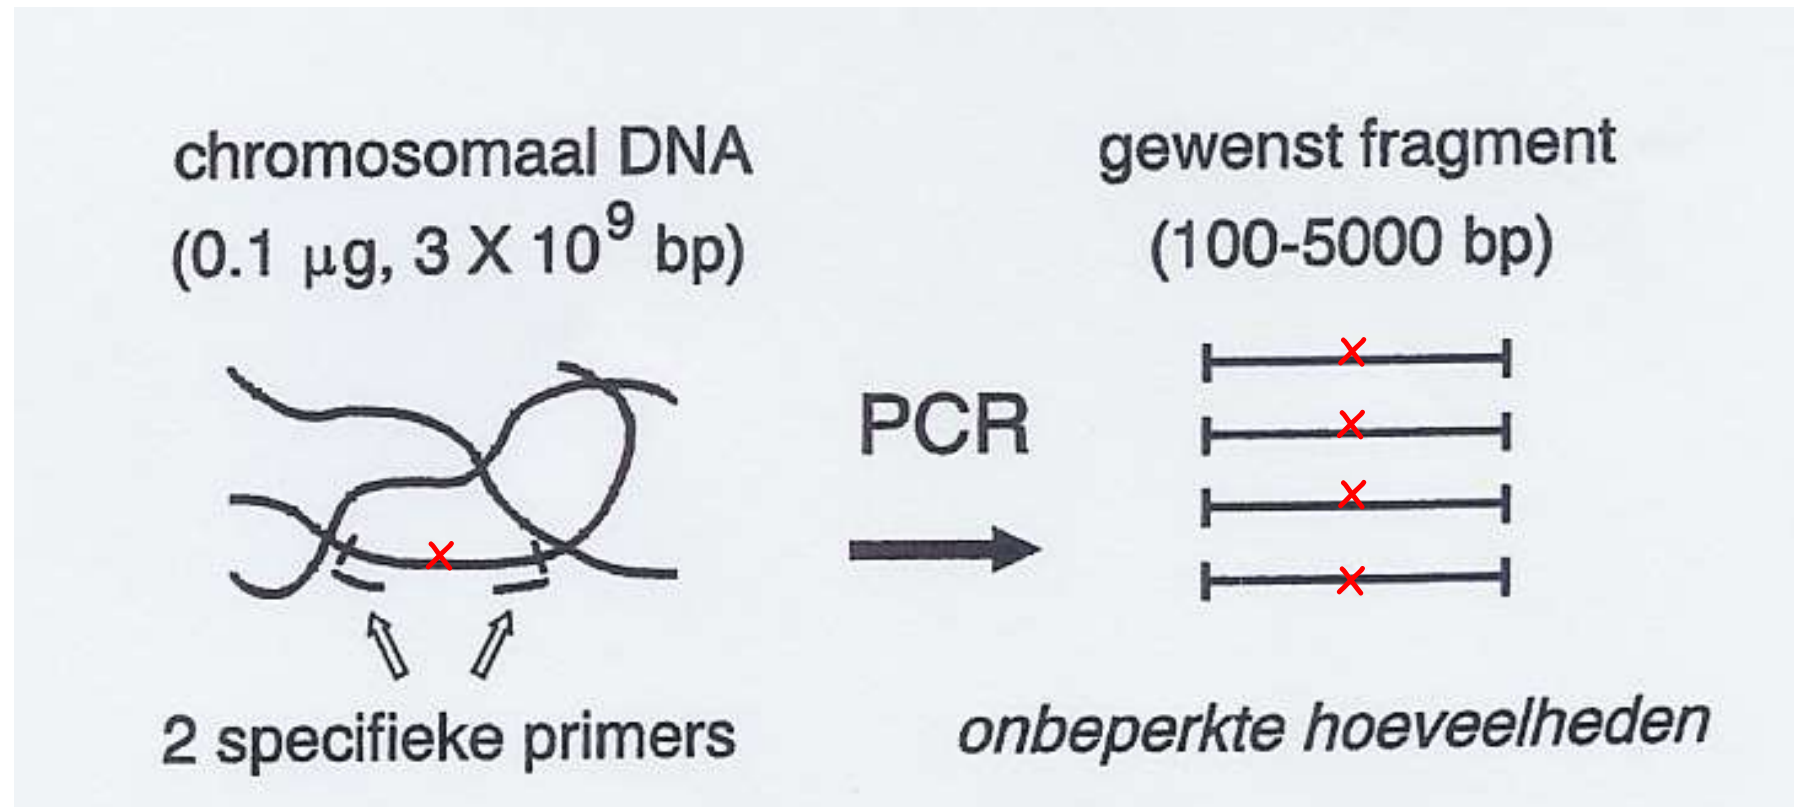 chromosomaal DNA
(0.1 μg, 3 X 10⁹ bp)
gewenst fragment
(100-5000 bp)
PCR
2 specifieke primers
onbeperkte hoeveelheden